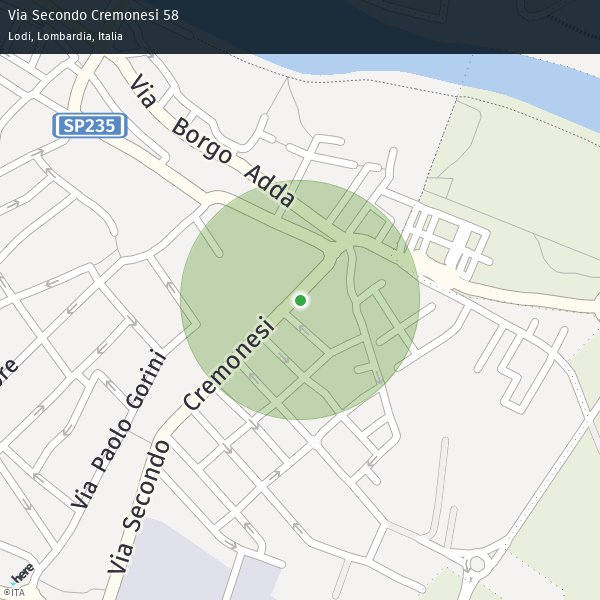 Via Secondo Cremonesi 58
Lodi, Lombardia, Italia
Via Borgo Adda
SP235
Cremonesi
Via Secondo
Via Paolo Gorini
ore
here
©ITA